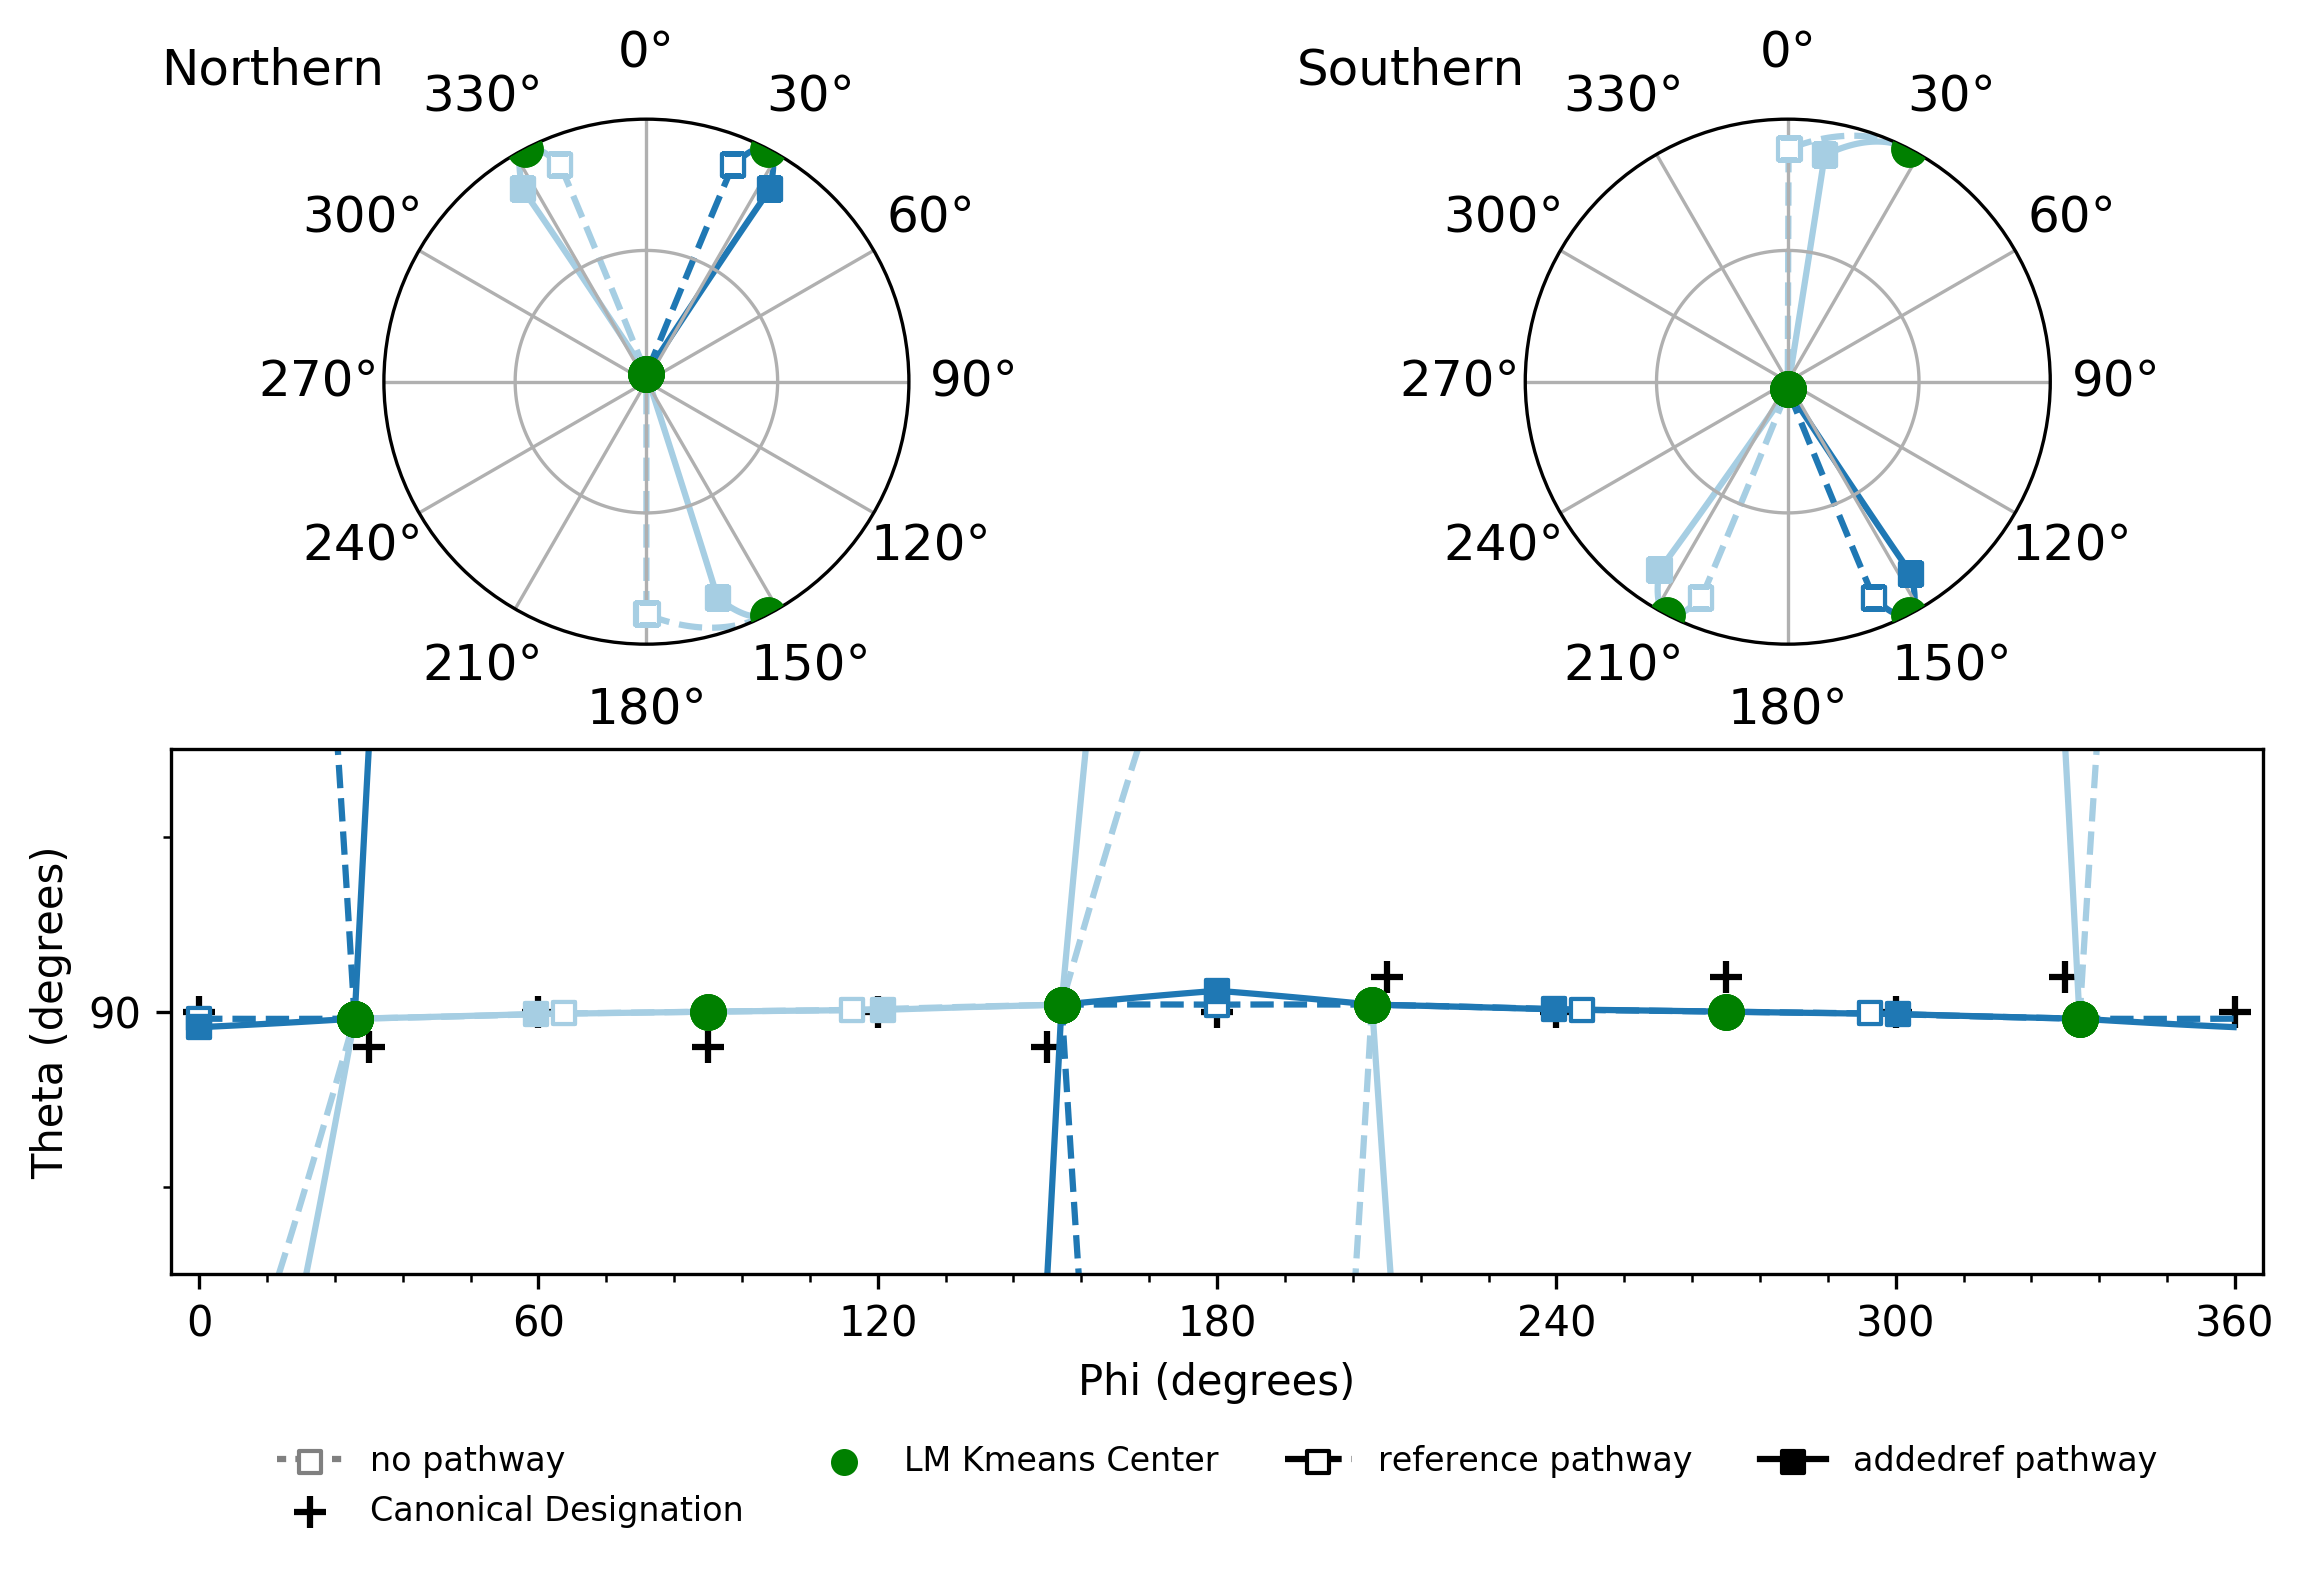 Northern
0°
330°
30°
300°
60°
270°
90°
240°
120°
210°
150°
180°
Southern
0°
330°
30°
300°
60°
270°
90°
240°
120°
210°
150°
180°
Theta (degrees)
90
0 60 120 180 240 300 360
Phi (degrees)
no pathway
Canonical Designation
LM Kmeans Center
reference pathway
addedref pathway